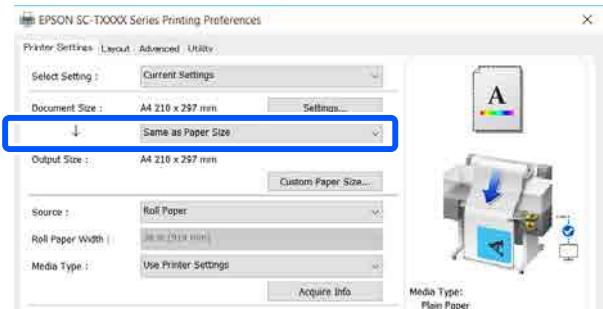 EPSON SC-TXXXX Series Printing Preferences
Printer Settings Layout Advanced Utility
Select Setting : Current Settings
Document Size : A4 210 x 297 mm Settings...
↓ Same as Paper Size
Output Size : A4 210 x 297 mm
Custom Paper Size...
Source : Roll Paper
Roll Paper Width :
Media Type : Use Printer Settings
Acquire Info
A
Media Type:
Plain Paper